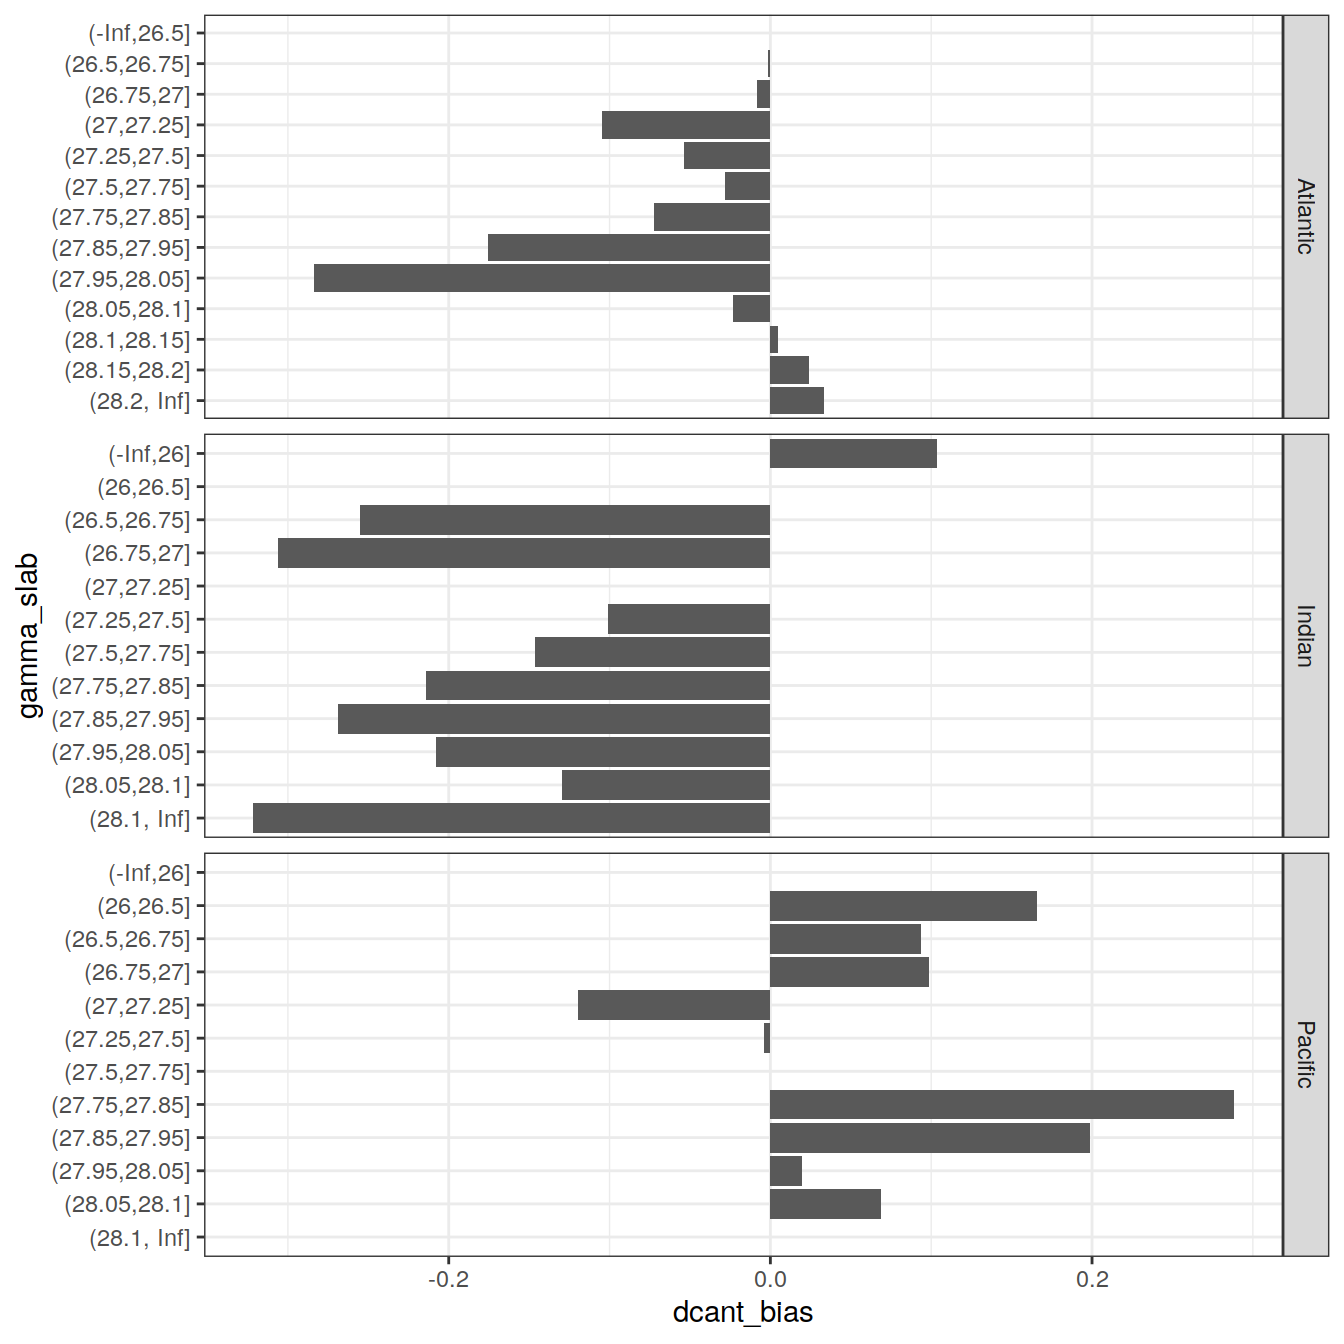 (-Inf,26.5]
(26.5,26.75]
(26.75,27]
(27,27.25]
(27.25,27.5]
(27.5,27.75]
(27.75,27.85]
(27.85,27.95]
(27.95,28.05]
(28.05,28.1]
(28.1,28.15]
(28.15,28.2]
(28.2, Inf]
Atlantic
(-Inf,26]
(26,26.5]
(26.5,26.75]
(26.75,27]
(27,27.25]
(27.25,27.5]
(27.5,27.75]
(27.75,27.85]
(27.85,27.95]
(27.95,28.05]
(28.05,28.1]
(28.1, Inf]
Indian
gamma_slab
(-Inf,26]
(26,26.5]
(26.5,26.75]
(26.75,27]
(27,27.25]
(27.25,27.5]
(27.5,27.75]
(27.75,27.85]
(27.85,27.95]
(27.95,28.05]
(28.05,28.1]
(28.1, Inf]
Pacific
-0.2 0.0 0.2
dcant_bias